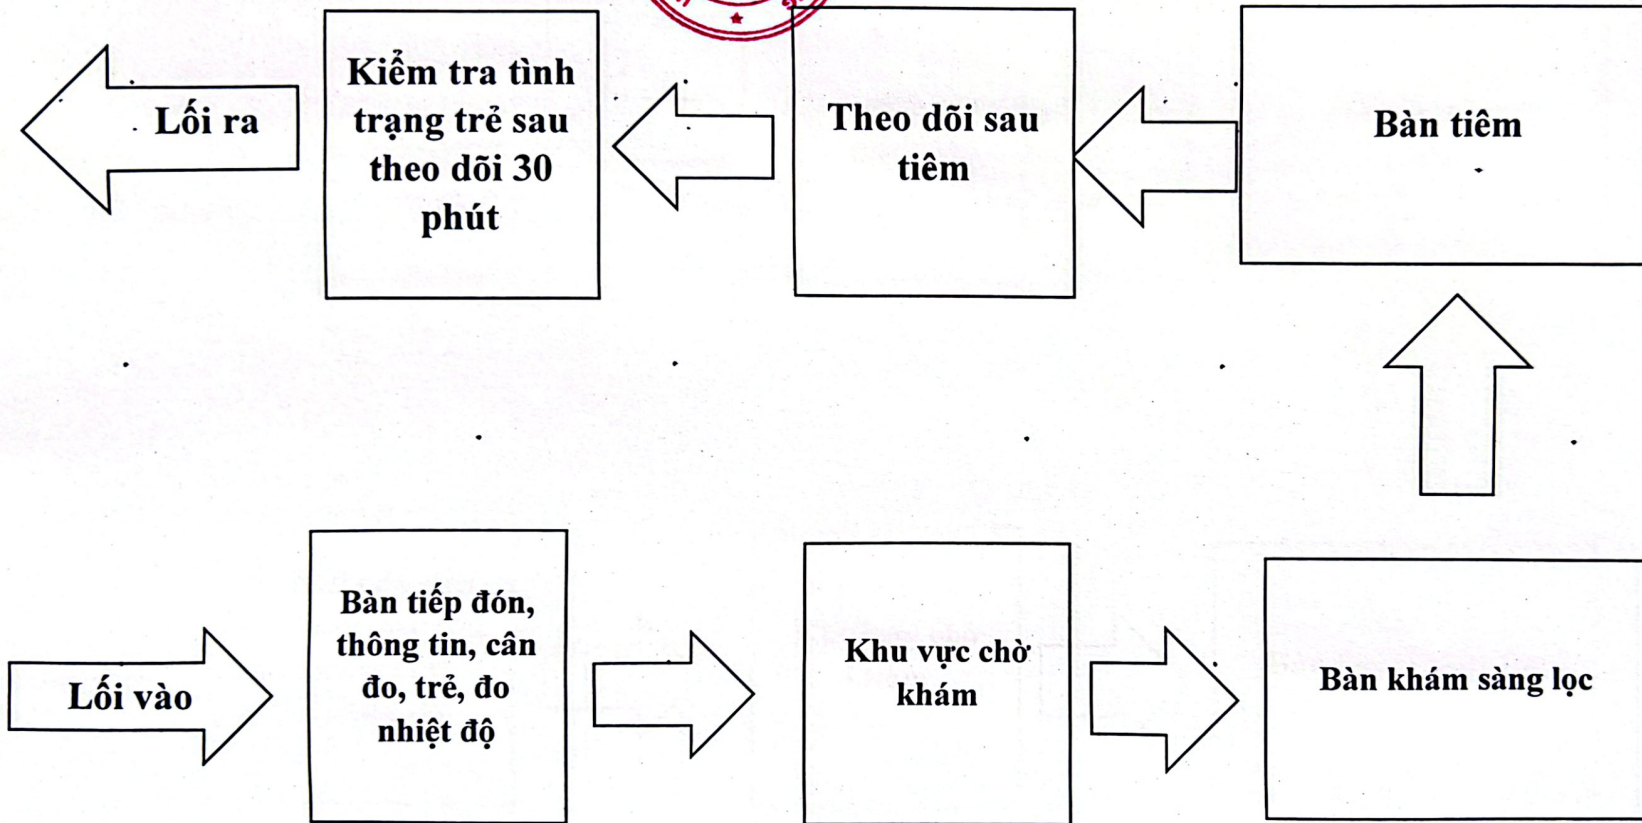 Kiểm tra tình
trạng trẻ sau
theo dõi 30
phút
Lối ra
Theo dõi sau
tiêm
Bàn tiêm
Bàn tiếp đón,
thông tin, cân
đo, trẻ, đo
nhiệt độ
Lối vào
Khu vực chờ
khám
Bàn khám sàng lọc